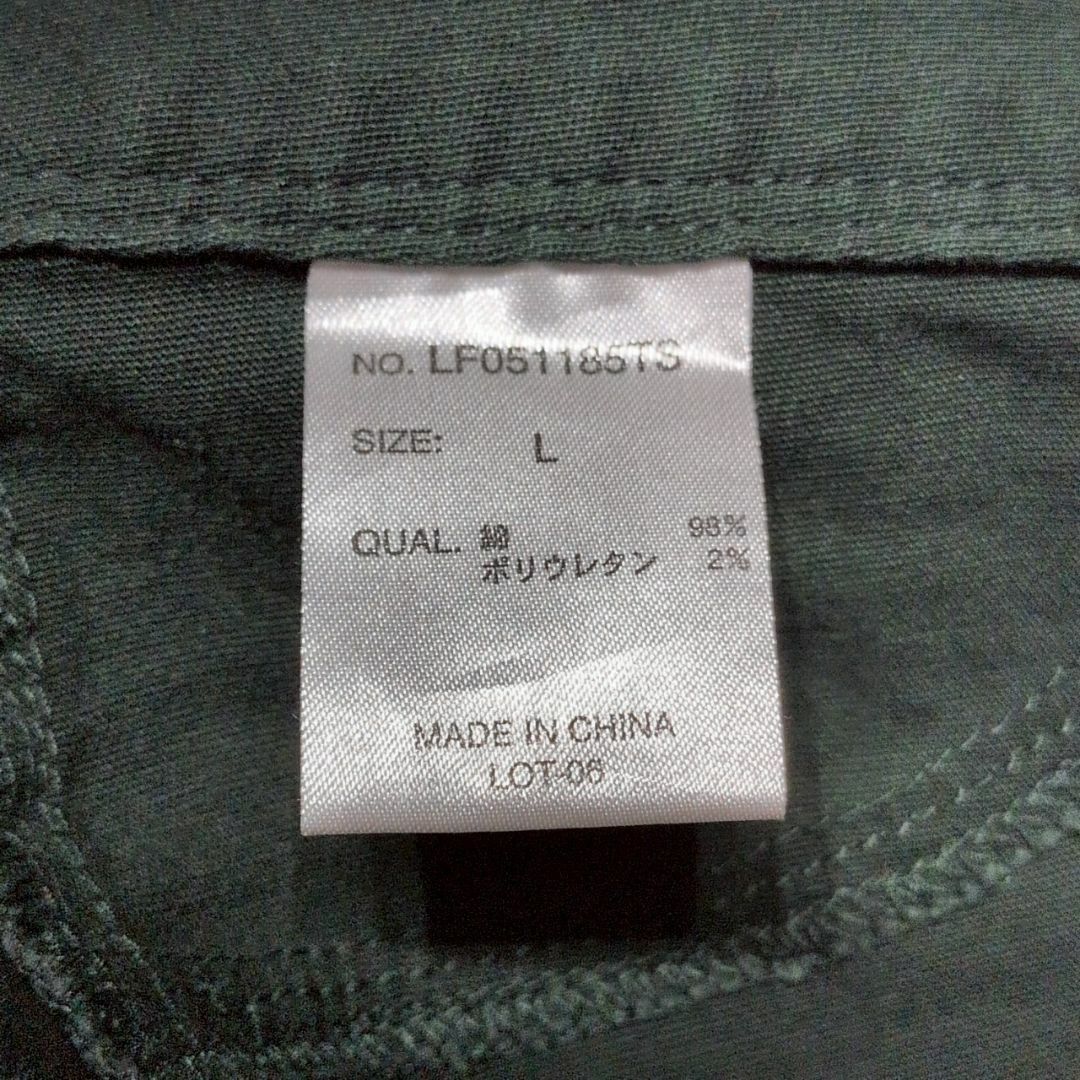 NO. LF051185TS
SIZE: L
QUAL. 綿 98%
ポリウレタン 2%
MADE IN CHINA
LOT-06